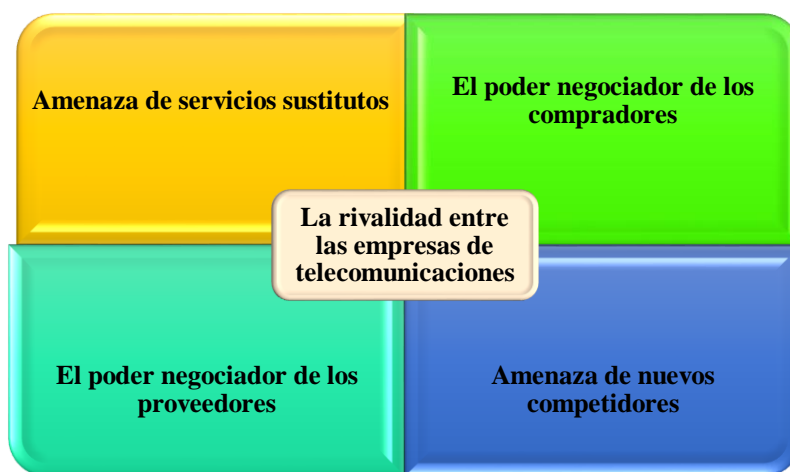 Amenaza de servicios sustitutos
El poder negociador de los
compradores
La rivalidad entre
las empresas de
telecomunicaciones
El poder negociador de los
proveedores
Amenaza de nuevos
competidores